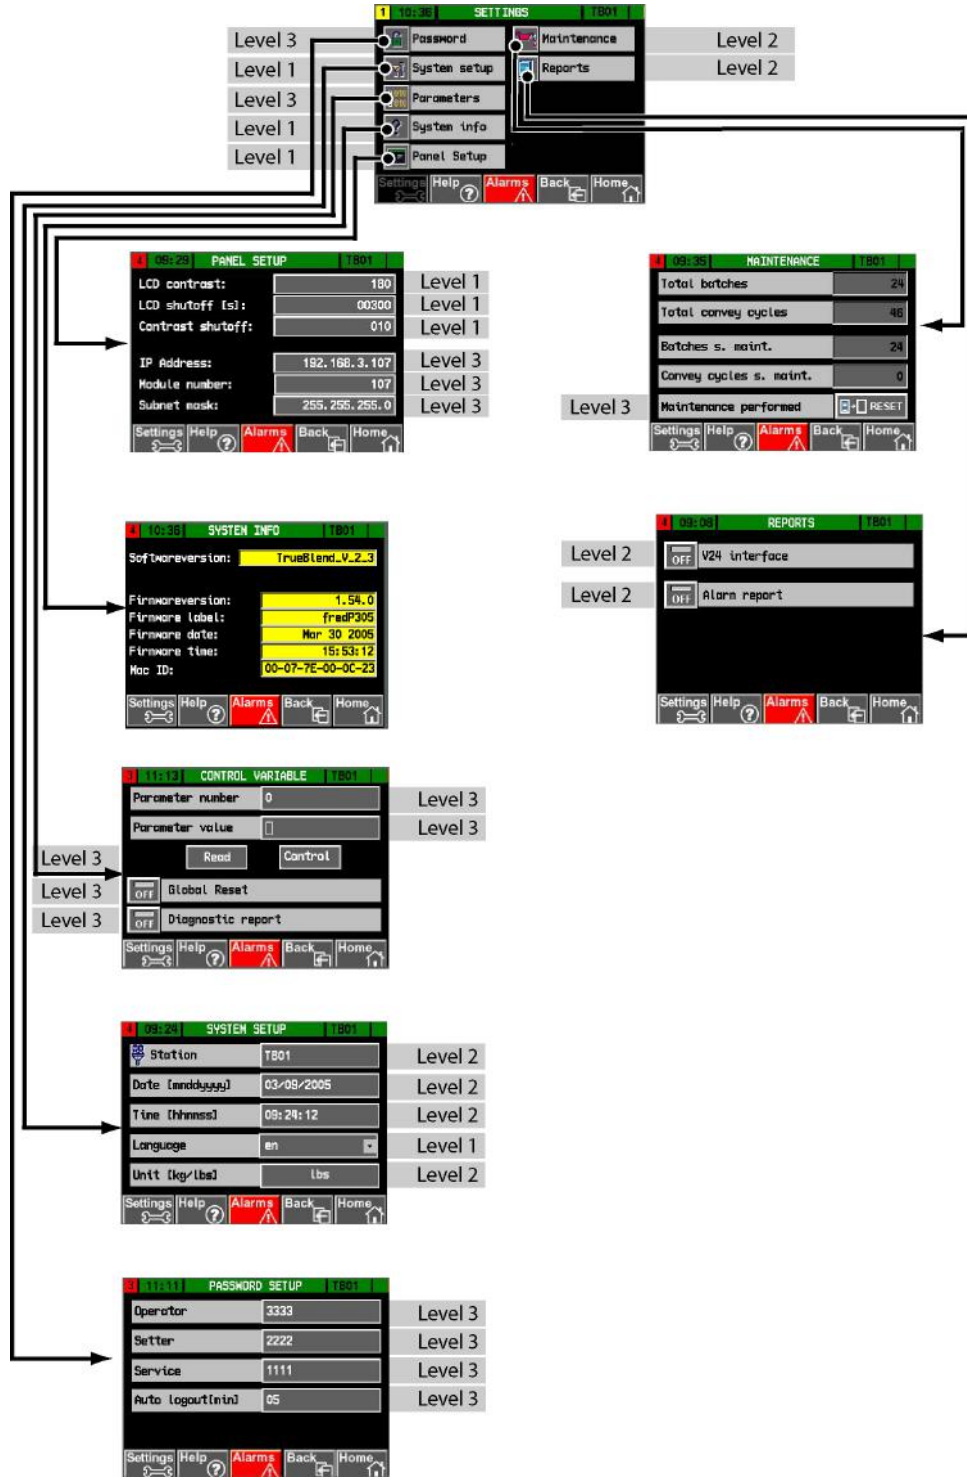 1 10:36 SETTINGS TB01
Level 3 Password Maintenance Level 2
Level 1 System setup Reports Level 2
Level 3 Parameters
Level 1 System info
Level 1 Panel Setup
Settings Help Alarms Back Home
4 09:29 PANEL SETUP TB01
LCD contrast: 180 Level 1
LCD shutoff [s]: 00300 Level 1
Contrast shutoff: 010 Level 1
IP Address: 192.168.3.107 Level 3
Module number: 107 Level 3
Subnet mask: 255.255.255.0 Level 3
Settings Help Alarms Back Home
4 09:35 MAINTENANCE TB01
Total batches 24
Total convey cycles 46
Batches s. maint. 24
Convey cycles s. maint. 0
Level 3 Maintenance performed RESET
Settings Help Alarms Back Home
4 10:36 SYSTEM INFO TB01
Softwareversion: TrueBlend_V_2_3
Firmwareversion: 1.54.0
Firmware label: fredP305
Firmware date: Mar 30 2005
Firmware time: 15:53:12
Mac ID: 00-07-7E-00-0C-23
Settings Help Alarms Back Home
4 09:08 REPORTS TB01
Level 2 OFF V24 interface
Level 2 OFF Alarm report
Settings Help Alarms Back Home
3 11:13 CONTROL VARIABLE TB01
Parameter number 0 Level 3
Parameter value Level 3
Level 3 Read Control
Level 3 OFF Global Reset
Level 3 OFF Diagnostic report
Settings Help Alarms Back Home
4 09:24 SYSTEM SETUP TB01
Station TB01 Level 2
Date [mmddyyyy] 03/09/2005 Level 2
Time [hhmmss] 09:24:12 Level 2
Language en Level 1
Unit [kg/lbs] lbs Level 2
Settings Help Alarms Back Home
3 11:11 PASSWORD SETUP TB01
Operator 3333 Level 3
Setter 2222 Level 3
Service 1111 Level 3
Auto logout[min] 05 Level 3
Settings Help Alarms Back Home